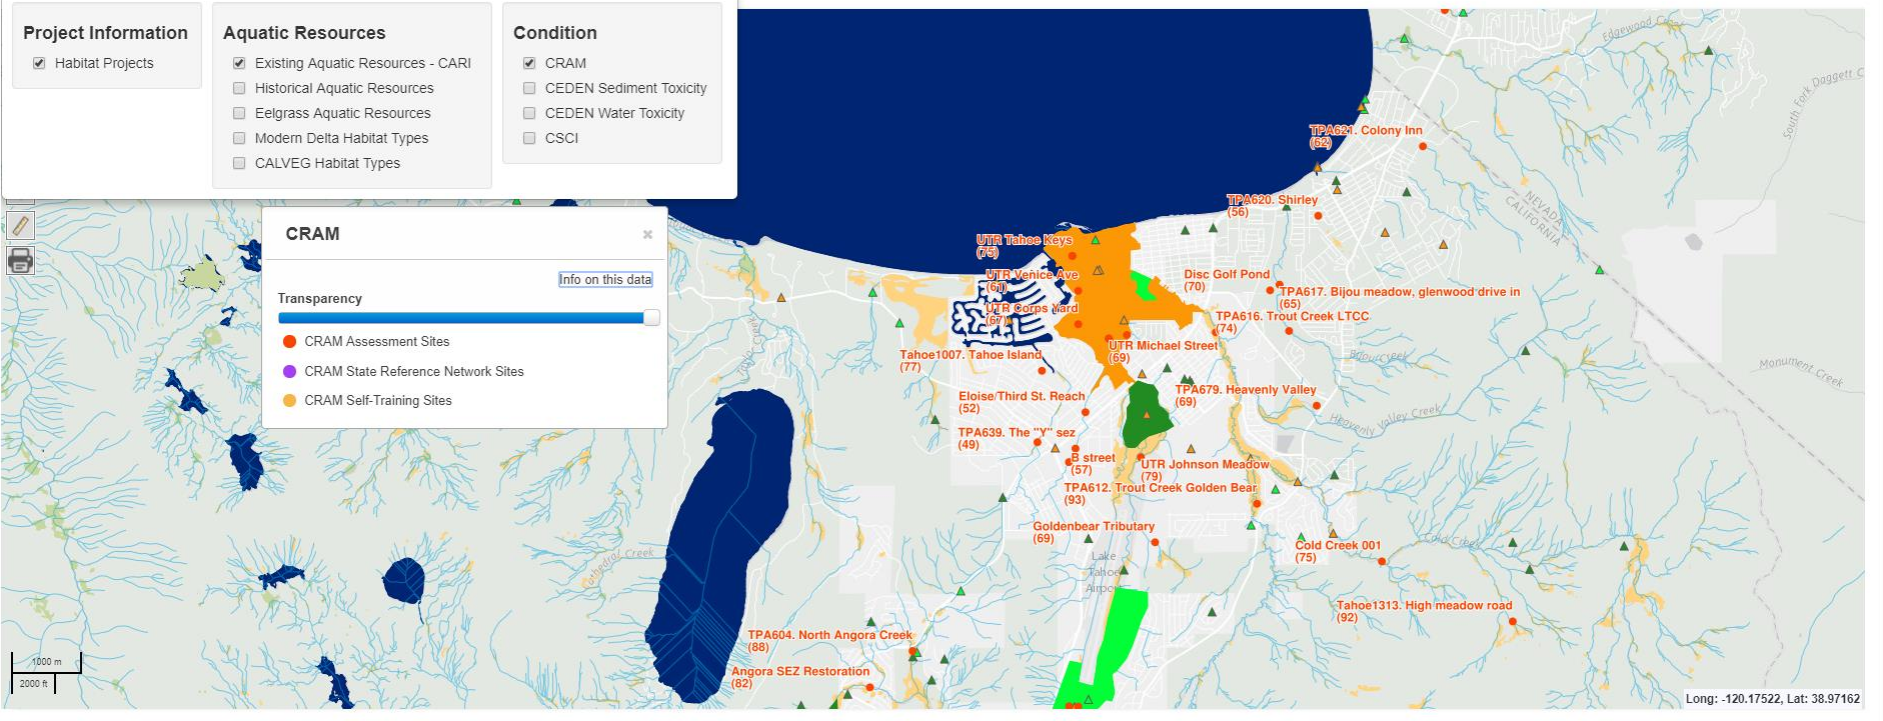 Project Information
Habitat Projects
Aquatic Resources
Existing Aquatic Resources - CARI
Historical Aquatic Resources
Eelgrass Aquatic Resources
Modern Delta Habitat Types
CALVEG Habitat Types
Condition
CRAM
CEDEN Sediment Toxicity
CEDEN Water Toxicity
CSCI
CRAM
×
Info on this data
Transparency
CRAM Assessment Sites
CRAM State Reference Network Sites
CRAM Self-Training Sites
Edgewood Creek
South Fork Daggett C
TPA621. Colony Inn
(62)
TPA620. Shirley
(56)
NEVADA
CALIFORNIA
UTR Tahoe Keys
(75)
UTR Venice Ave
(61)
UTR Corps Yard
(67)
Disc Golf Pond
(70)
TPA617. Bijou meadow, glenwood drive in
(65)
TPA616. Trout Creek LTCC
(74)
UTR Michael Street
(69)
Bijou Creek
Monument Creek
Tahoe1007. Tahoe Island
(77)
TPA679. Heavenly Valley
(69)
Heavenly Valley Creek
Eloise/Third St. Reach
(52)
TPA639. The "Y" sez
(49)
B street
(57)
UTR Johnson Meadow
(79)
TPA612. Trout Creek Golden Bear
(93)
Goldenbear Tributary
(69)
Lake
Tahoe
Airpo
Cold Creek 001
(75)
Cold Creek
Cathedral Creek
Tahoe1313. High meadow road
(92)
TPA604. North Angora Creek
(88)
Angora SEZ Restoration
(82)
1000 m
2000 ft
Long: -120.17522, Lat: 38.97162